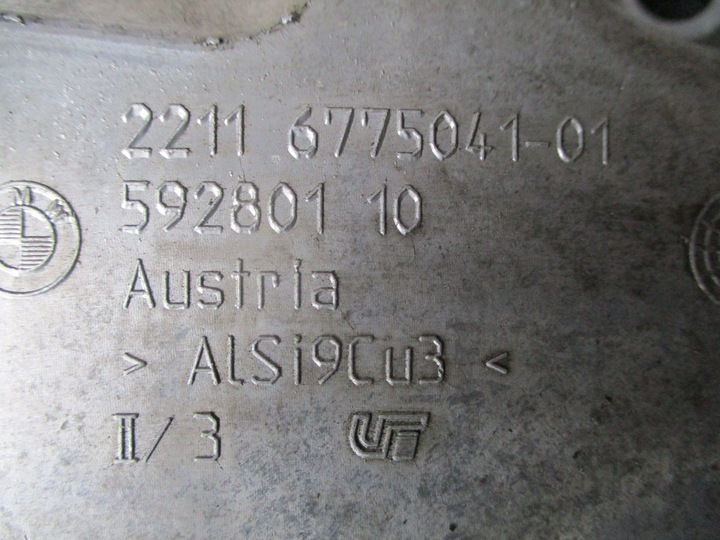 2211 6775041-01
592801 10
Austria
> AlSi9Cu3 <
II/3